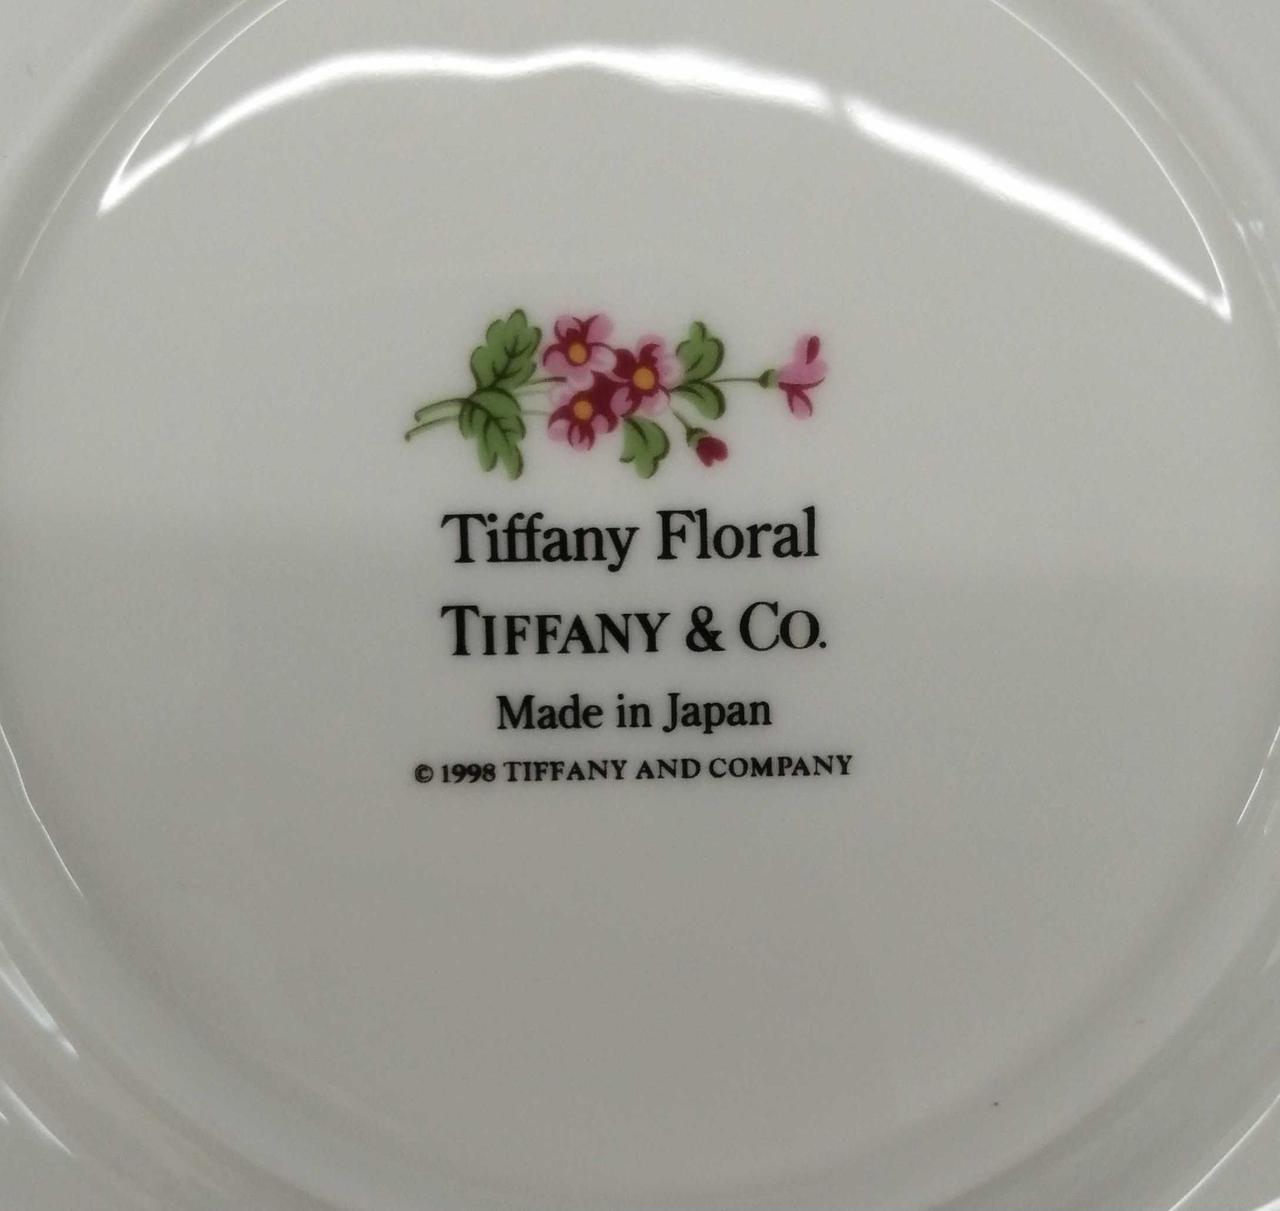 Tiffany Floral
TIFFANY & CO.
Made in Japan
© 1998 TIFFANY AND COMPANY